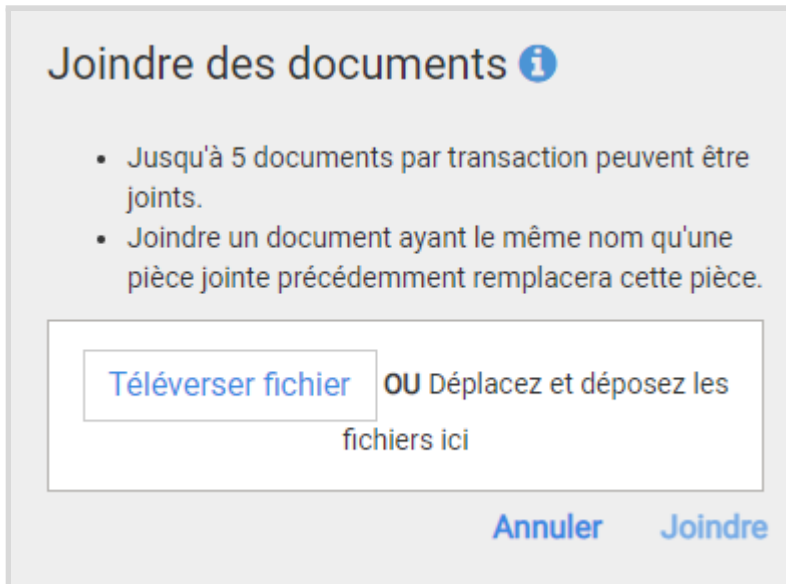 Joindre des documents
• Jusqu'à 5 documents par transaction peuvent être
joints.
• Joindre un document ayant le même nom qu'une
pièce jointe précédemment remplacera cette pièce.
Téléverser fichier OU Déplacez et déposez les
fichiers ici
Annuler Joindre